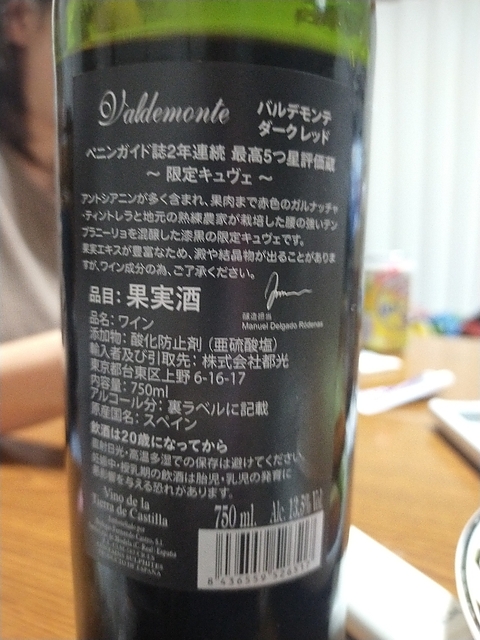 Valdemonte
バルデモンテ
ダークレッド
ペニンガイド誌2年連続 最高5つ星評価蔵
～ 限定キュヴェ ～
アントシアニンが多く含まれ、果肉まで赤色のガルナッチャ
・ティントレラと地元の熟練農家が栽培した腰の強いテン
プラニーリョを混醸した漆黒の限定キュヴェです。
果実エキスが豊富なため、澱や結晶物が出ることがありま
すが、ワイン成分の為、ご了承ください。
品目：果実酒
醸造担当
Manuel Delgado Rodenas
品名：ワイン
添加物：酸化防止剤（亜硫酸塩）
輸入者及び引取先：株式会社都光
東京都台東区上野 6-16-17
内容量：750ml
アルコール分：裏ラベルに記載
原産国名：スペイン
飲酒は20歳になってから
直射日光・高温多湿での保存は避けてください
妊娠中・授乳期の飲酒は胎児・乳児の発育に
悪影響を与える恐れがあります。
Vino de la
Tierra de Castilla
750 ml. Alc. 13,5% Vol